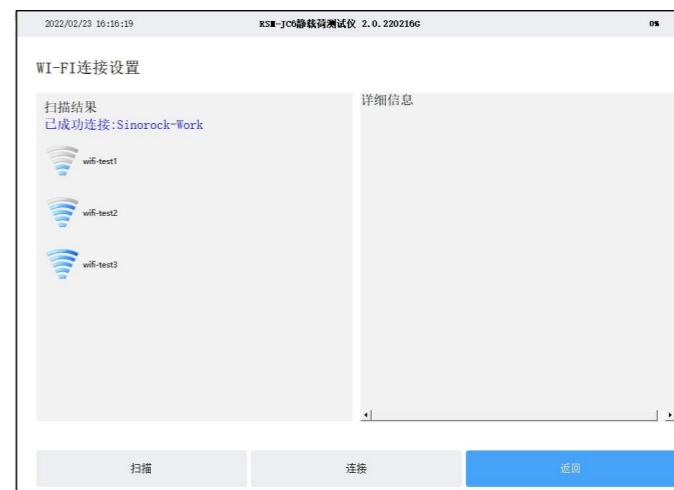 2022/02/23 16:16:19 RSM-JC6静载荷测试仪 2.0.220216G 0%
WI-FI连接设置
扫描结果
已成功连接:Sinorock-Work
wifi-test1
wifi-test2
wifi-test3
详细信息
扫描 连接 返回